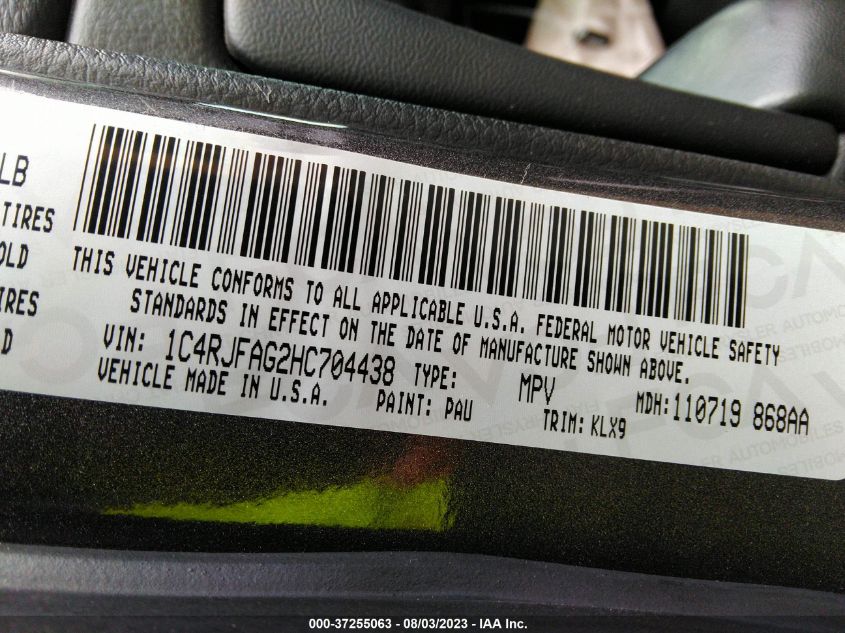 LB
TIRES
OLD
IRES
D
THIS VEHICLE CONFORMS TO ALL APPLICABLE U.S.A. FEDERAL MOTOR VEHICLE SAFETY
STANDARDS IN EFFECT ON THE DATE OF MANUFACTURE SHOWN ABOVE.
VIN: 1C4RJFAG2HC704438 TYPE: MPV MDH:110719 868AA
VEHICLE MADE IN U.S.A. PAINT: PAU TRIM: KLX9
000-37255063 - 08/03/2023 - IAA Inc.